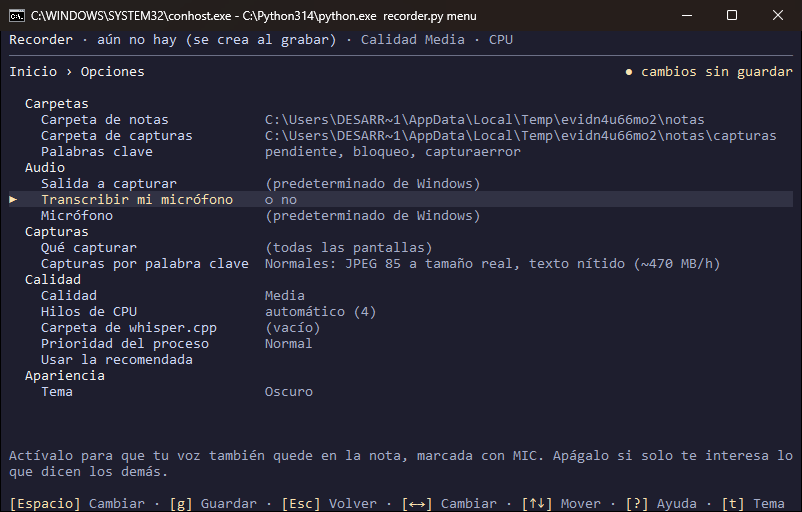 C:\WINDOWS\SYSTEM32\conhost.exe - C:\Python314\python.exe recorder.py menu
Recorder · aún no hay (se crea al grabar) · Calidad Media · CPU
Inicio › Opciones ● cambios sin guardar
Carpetas
Carpeta de notas C:\Users\DESARR~1\AppData\Local\Temp\evidn4u66mo2\notas
Carpeta de capturas C:\Users\DESARR~1\AppData\Local\Temp\evidn4u66mo2\notas\capturas
Palabras clave pendiente, bloqueo, capturaerror
Audio
Salida a capturar (predeterminado de Windows)
► Transcribir mi micrófono o no
Micrófono (predeterminado de Windows)
Capturas
Qué capturar (todas las pantallas)
Capturas por palabra clave Normales: JPEG 85 a tamaño real, texto nítido (~470 MB/h)
Calidad
Calidad Media
Hilos de CPU automático (4)
Carpeta de whisper.cpp (vacío)
Prioridad del proceso Normal
Usar la recomendada
Apariencia
Tema Oscuro
Actívalo para que tu voz también quede en la nota, marcada con MIC. Apágalo si solo te interesa lo
que dicen los demás.
[Espacio] Cambiar · [g] Guardar · [Esc] Volver · [↔] Cambiar · [↑↓] Mover · [?] Ayuda · [t] Tema